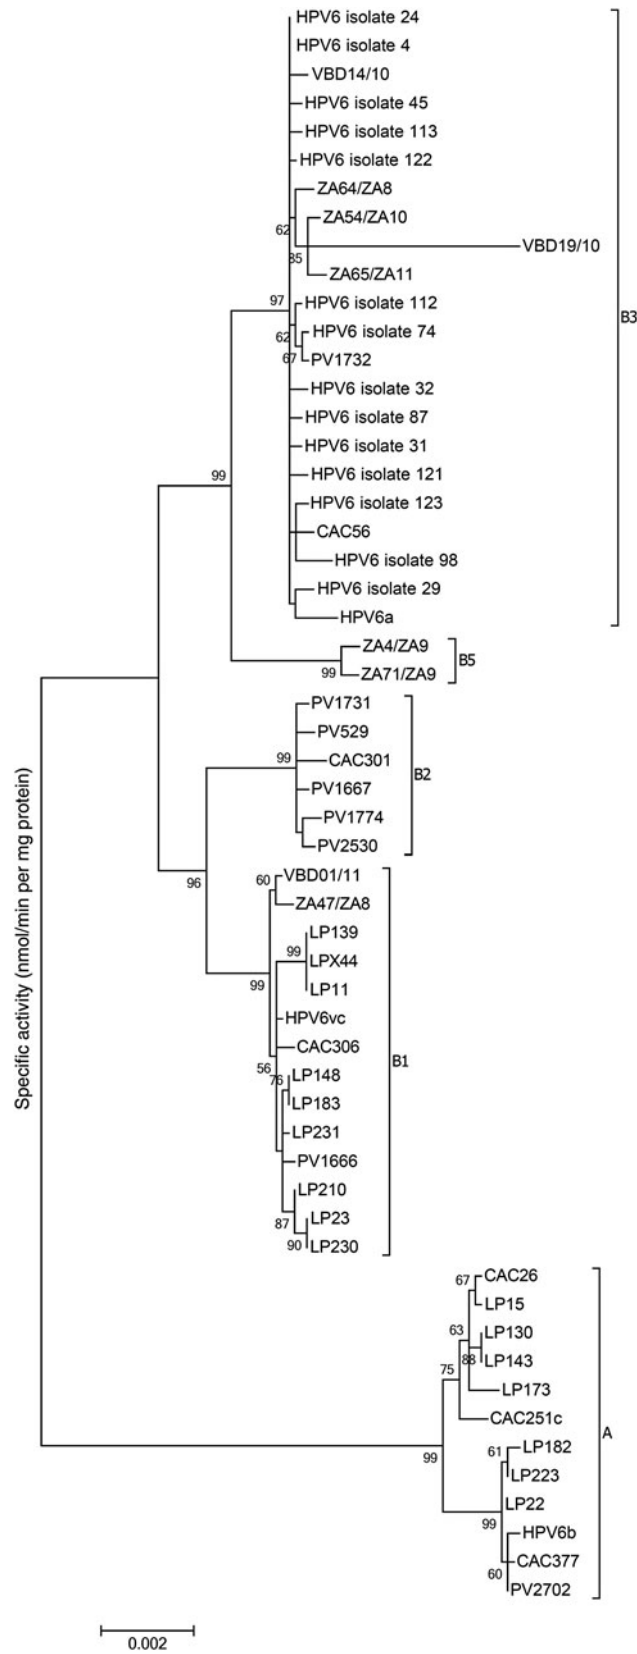 HPV6 isolate 24
HPV6 isolate 4
VBD14/10
HPV6 isolate 45
HPV6 isolate 113
HPV6 isolate 122
ZA64/ZA8
62
ZA54/ZA10
VBD19/10
85
ZA65/ZA11
97
HPV6 isolate 112
B3
62
HPV6 isolate 74
67
PV1732
HPV6 isolate 32
HPV6 isolate 87
HPV6 isolate 31
99
HPV6 isolate 121
HPV6 isolate 123
CAC56
HPV6 isolate 98
HPV6 isolate 29
HPV6a
ZA4/ZA9
B5
99
ZA71/ZA9
PV1731
PV529
99
CAC301
B2
PV1667
PV1774
PV2530
96
60
VBD01/11
ZA47/ZA8
LP139
99
LPX44
99
LP11
HPV6vc
CAC306
B1
56
76
LP148
LP183
LP231
PV1666
LP210
87
LP23
90
LP230
Specific activity (nmol/min per mg protein)
67
CAC26
LP15
63
LP130
88
LP143
75
LP173
CAC251c
A
99
61
LP182
LP223
LP22
99
HPV6b
CAC377
60
PV2702
0.002